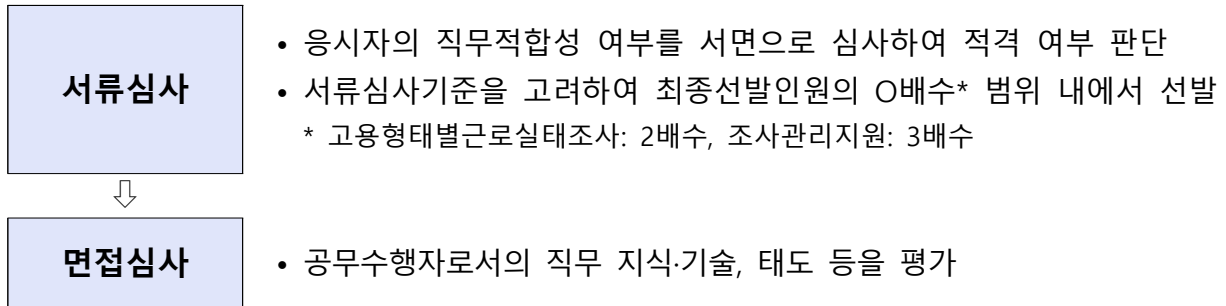 서류심사
• 응시자의 직무적합성 여부를 서면으로 심사하여 적격 여부 판단
• 서류심사기준을 고려하여 최종선발인원의 O배수* 범위 내에서 선발
* 고용형태별근로실태조사: 2배수, 조사관리지원: 3배수
⇩
면접심사
• 공무수행자로서의 직무 지식·기술, 태도 등을 평가